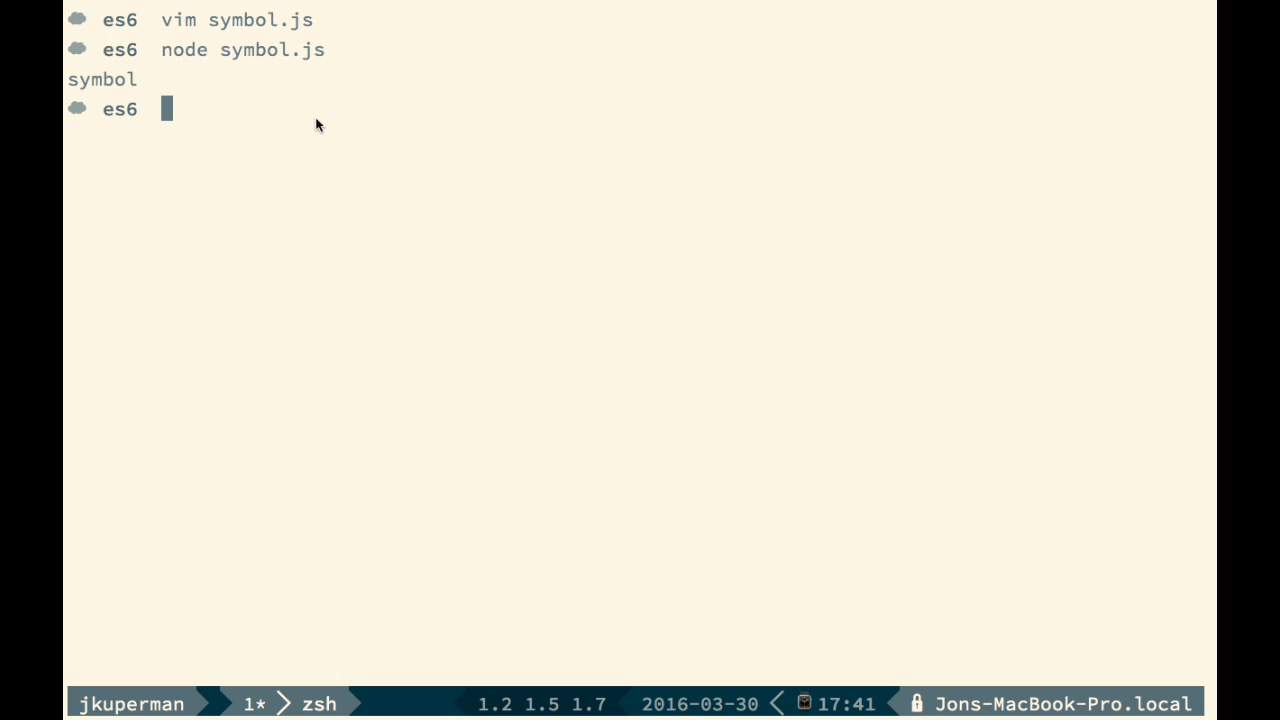 es6 vim symbol.js
es6 node symbol.js
symbol
es6
jkuperman 1* zsh 1.2 1.5 1.7 2016-03-30 17:41 Jons-MacBook-Pro.local